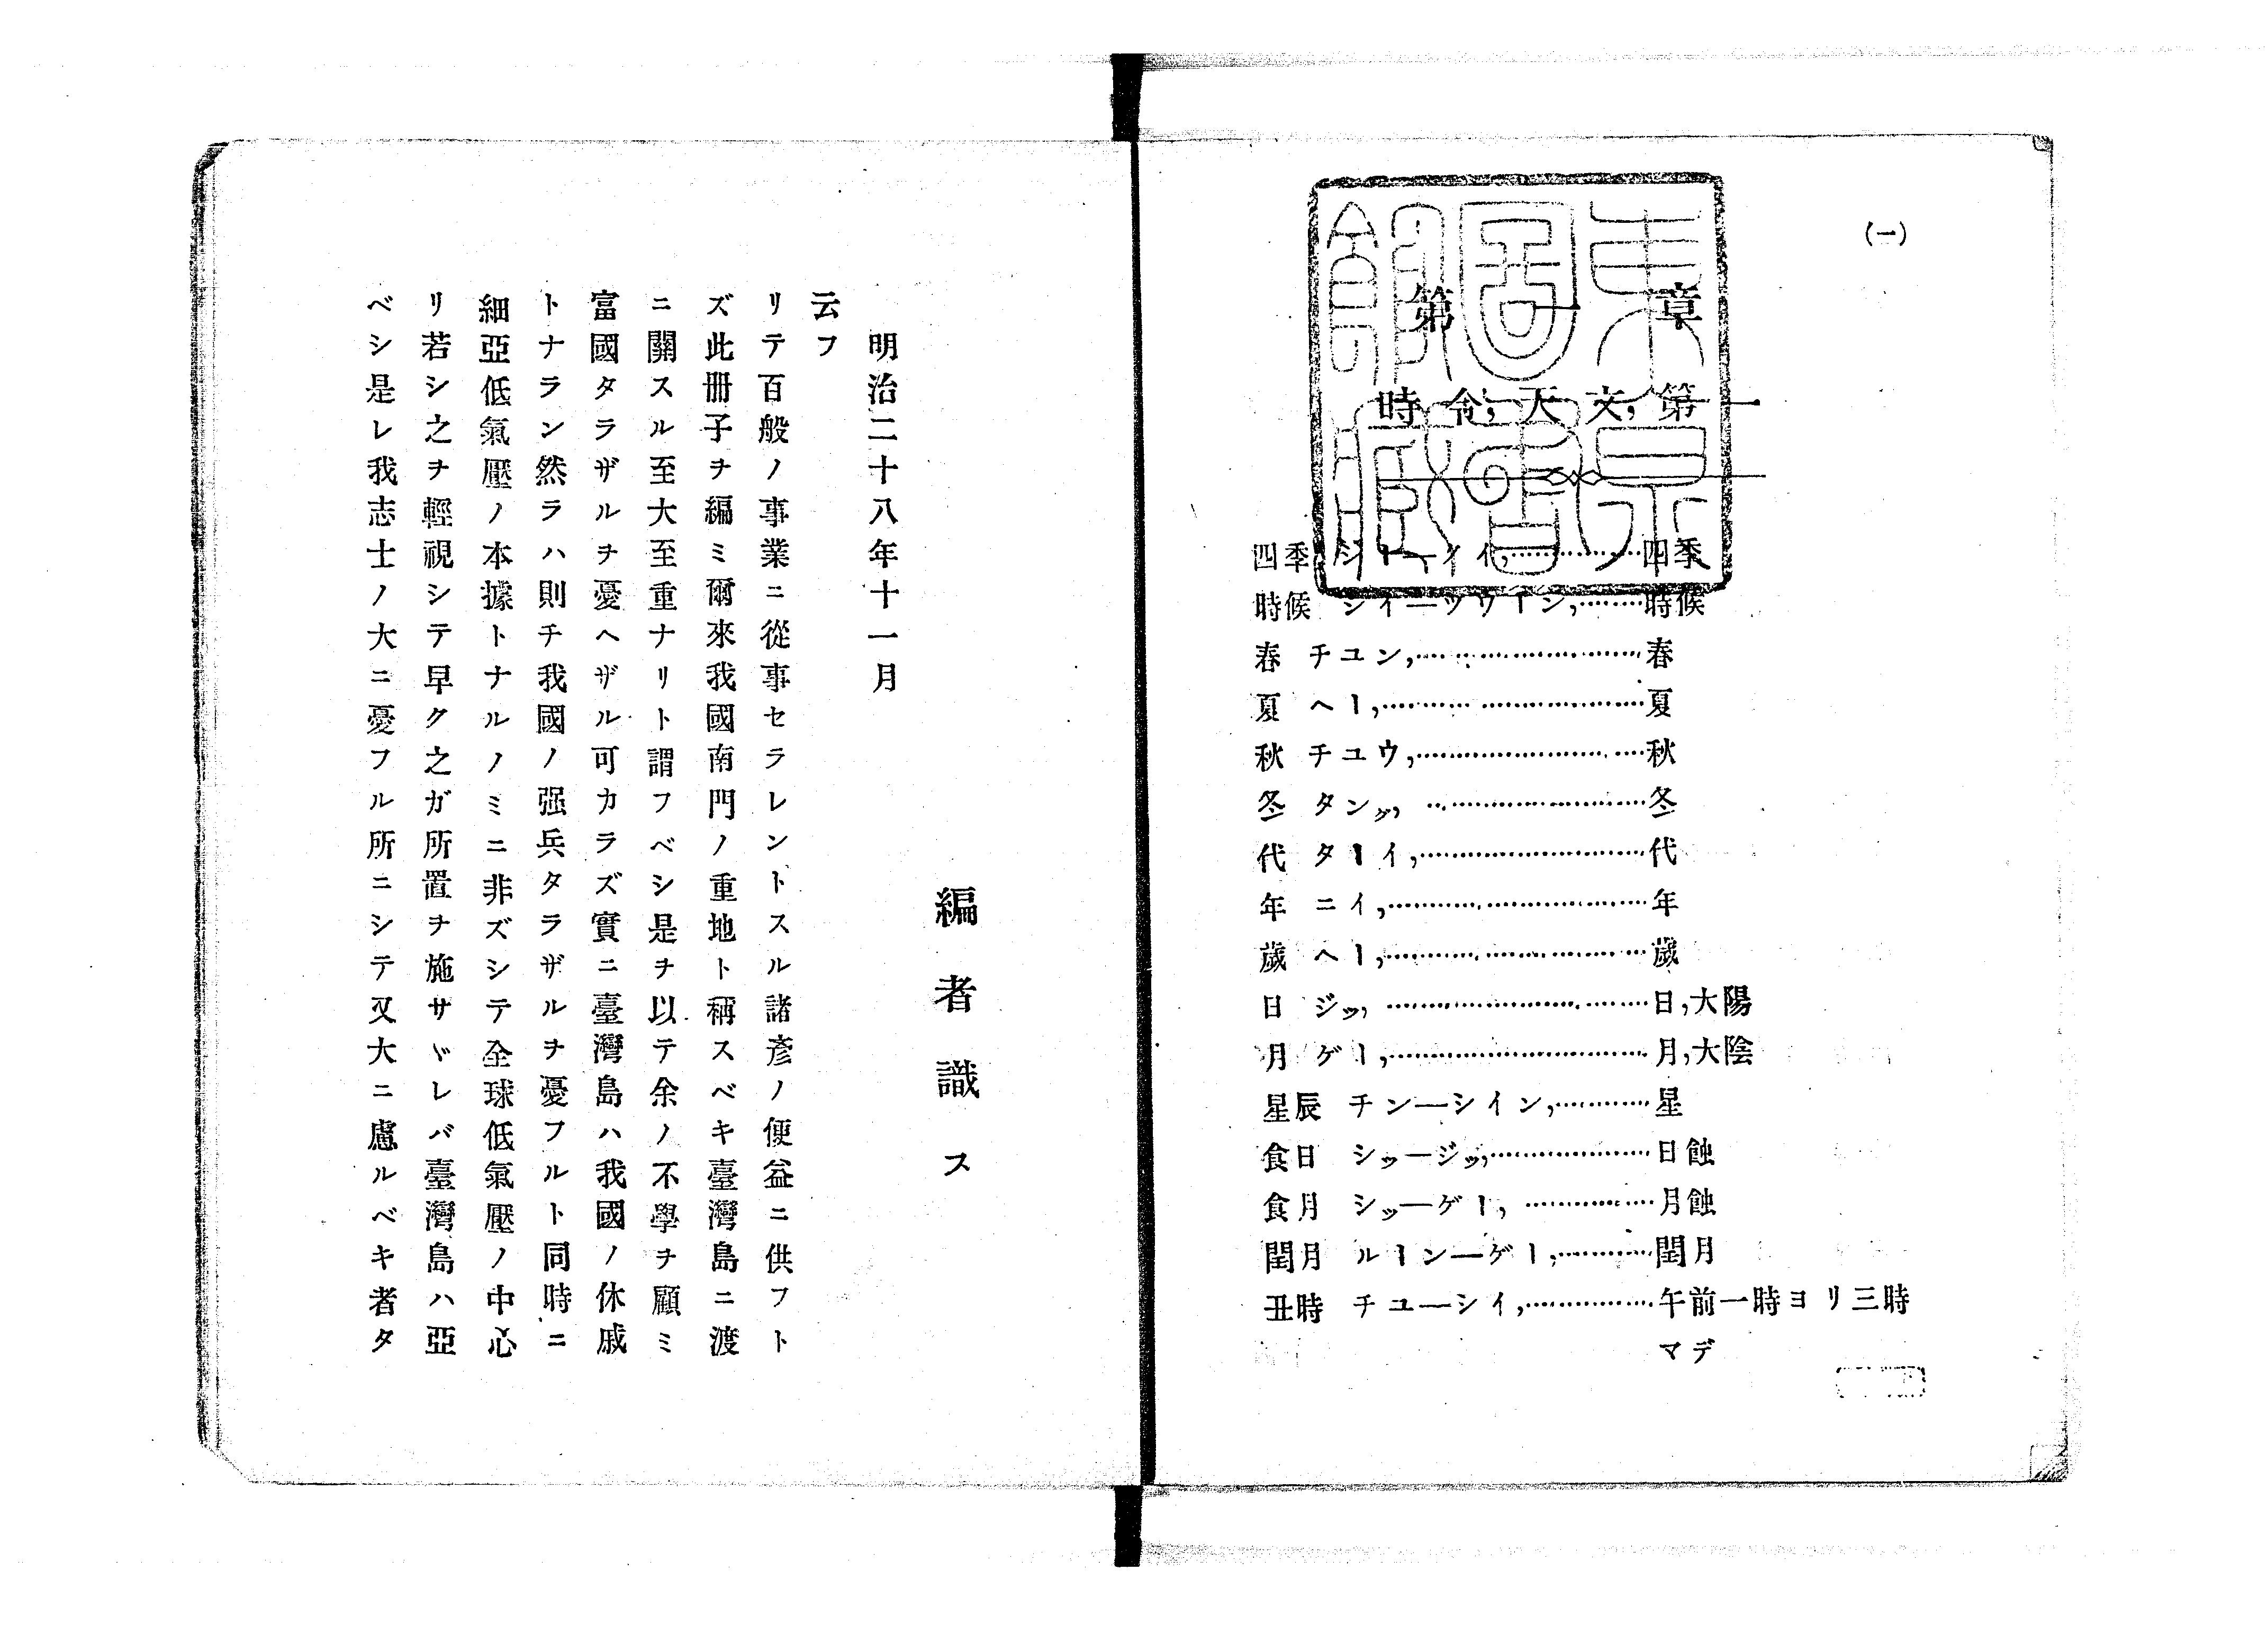 ベシ是レ我志士ノ大ニ憂フル所ニシテ又大ニ慮ルベキ者タ
リ若シ之ヲ輕視シテ早ク之ガ所置ヲ施サヾレバ臺灣島ハ亞
細亞低氣壓ノ本據トナルノミニ非ズシテ全球低氣壓ノ中心
トナラン然ラハ則チ我國ノ强兵タラザルヲ憂フルト同時ニ
富國タラザルヲ憂ヘザル可カラズ實ニ臺灣島ハ我國ノ休戚
ニ關スル至大至重ナリト謂フベシ是ヲ以テ余ノ不學ヲ顧ミ
ズ此册子ヲ編ミ爾來我國南門ノ重地ト稱スベキ臺灣島ニ渡
リテ百般ノ事業ニ從事セラレントスル諸彥ノ便益ニ供フト
云フ
明治二十八年十一月
編者識ス
(一)
東京圖書館藏
第一章
時令,天文,第一
四季 シーイイ,……………四季
時候 シイ—ツウイン,………時候
春 チユン,……………………春
夏 ヘー,……………………夏
秋 チユウ,……………………秋
冬 タング, ……………………冬
代 ターイ,……………………代
年 ニイ,……………………年
歲 ヘー,……………………歲
日 ジッ, ……………………日,大陽
月 ゲー,……………………月,大陰
星辰 チン—シイン,…………星
食日 シッ—ジッ,……………日蝕
食月 シッ—ゲー, …………月蝕
閏月 ルーン—ゲー,…………閏月
丑時 チユ—シイ,……………午前一時ヨリ三時
マデ